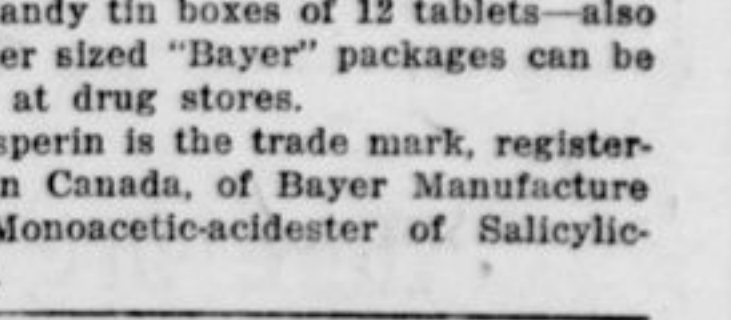 andy tin boxes of 12 tablets—also
er sized "Bayer" packages can be
at drug stores.
sperin is the trade mark, register-
n Canada, of Bayer Manufacture
Monoacetic-acidester of Salicylic-